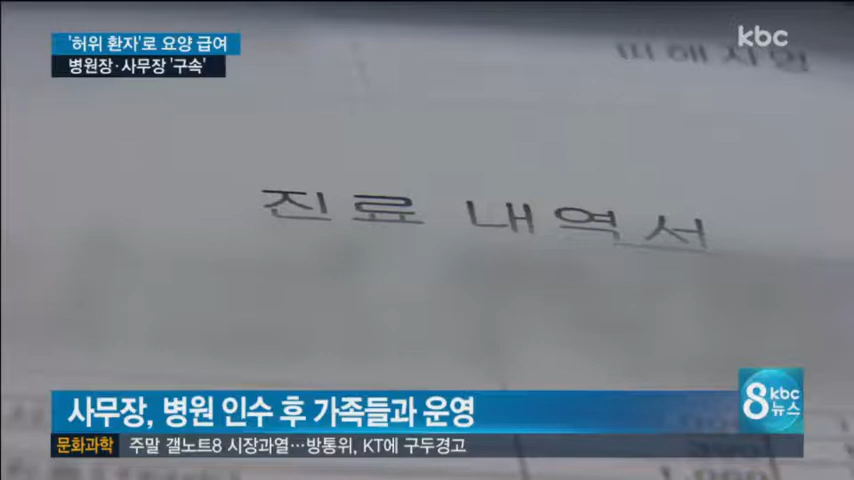 '허위 환자'로 요양 급여
병원장·사무장 '구속'
kbc
진료 내역서
사무장, 병원 인수 후 가족들과 운영
8 kbc
뉴스
문화과학 주말 갤노트8 시장과열…방통위, KT에 구두경고